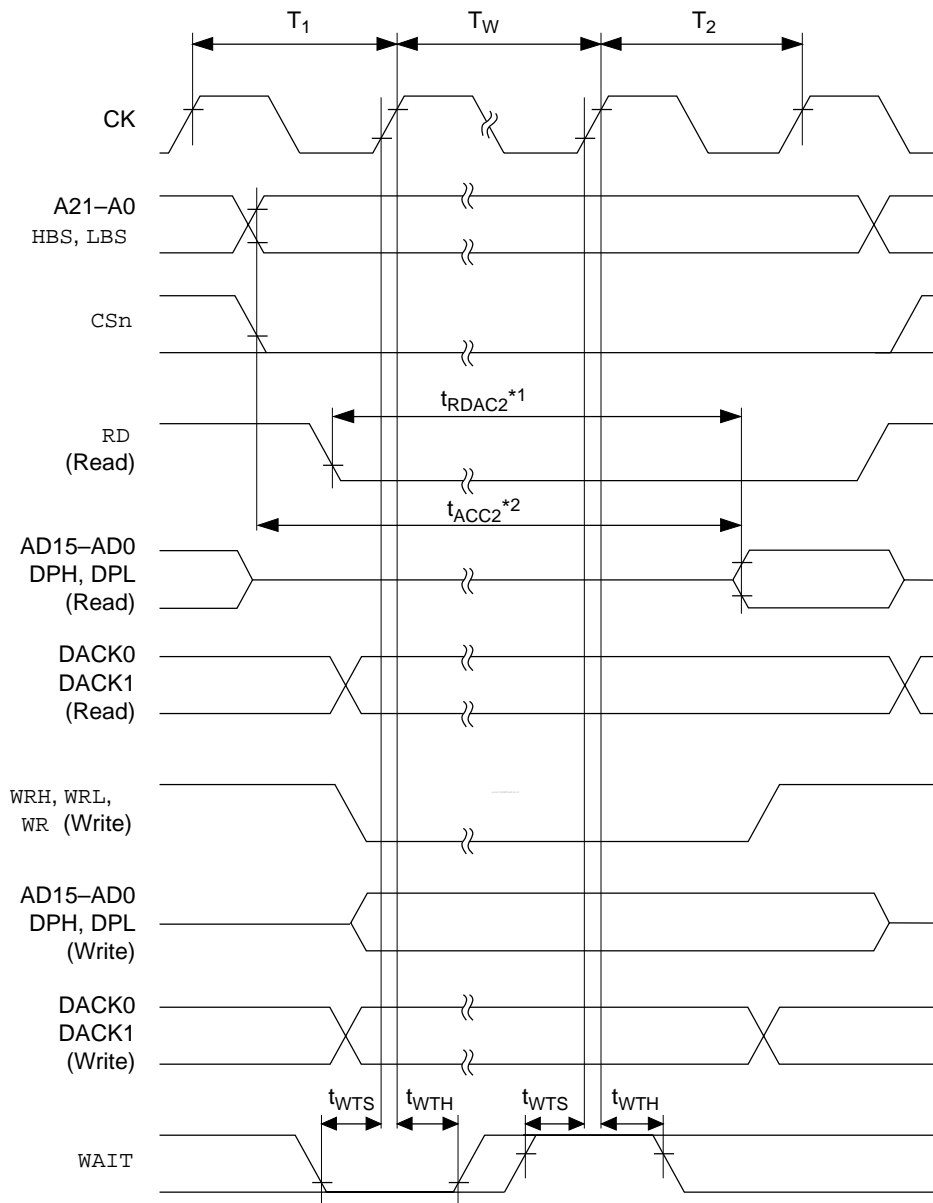 T1 TW T2
CK
A21–A0
HBS, LBS
CSn
tRDAC2*1
RD
(Read)
tACC2*2
AD15–AD0
DPH, DPL
(Read)
DACK0
DACK1
(Read)
WRH, WRL,
WR (Write)
AD15–AD0
DPH, DPL
(Write)
DACK0
DACK1
(Write)
tWTS tWTH tWTS tWTH
WAIT